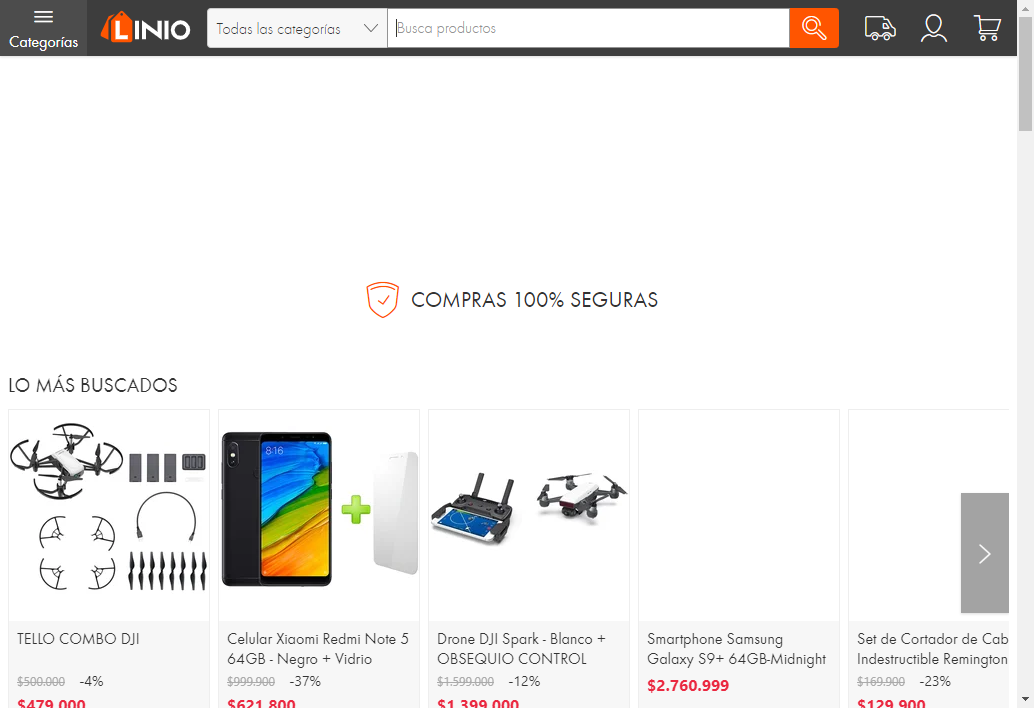 Categorías
LINIO
Todas las categorías
Busca productos
COMPRAS 100% SEGURAS
LO MÁS BUSCADOS
8:16
TELLO COMBO DJI
$500.000 -4%
$479.000
Celular Xiaomi Redmi Note 5
64GB - Negro + Vidrio
$999.900 -37%
$621.800
Drone DJI Spark - Blanco +
OBSEQUIO CONTROL
$1.599.000 -12%
$1.399.000
Smartphone Samsung
Galaxy S9+ 64GB-Midnight
$2.760.999
Set de Cortador de Cab
Indestructible Remington
$169.900 -23%
$129.900